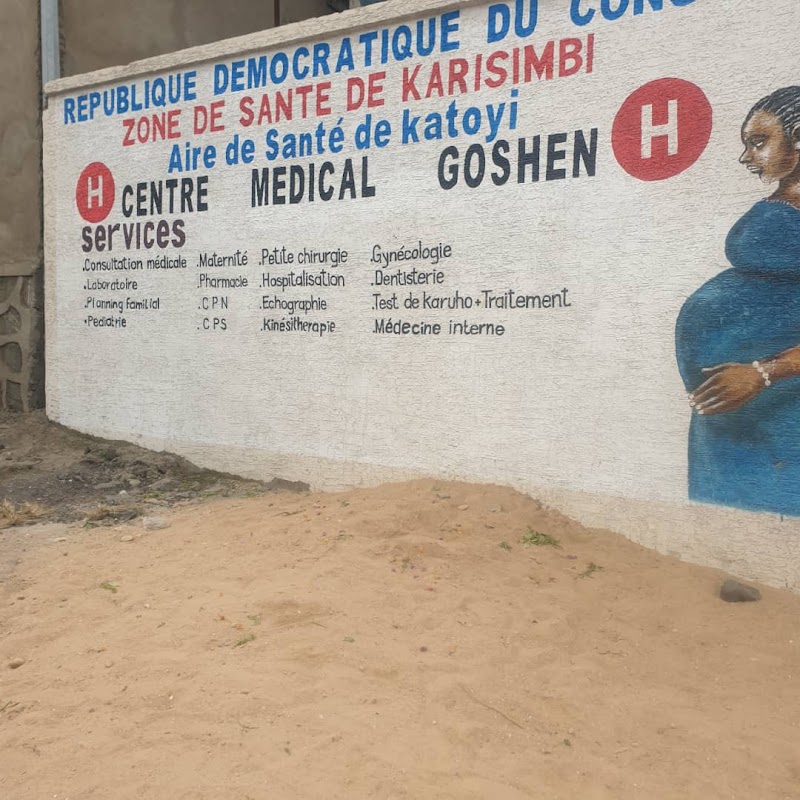 REPUBLIQUE DEMOCRATIQUE DU CONG
ZONE DE SANTE DE KARISIMBI
Aire de Santé de katoyi
H CENTRE MEDICAL GOSHEN H
services
.Consultation médicale .Maternité .Petite chirurgie .Gynécologie
.Laboratoire .Pharmacie .Hospitalisation .Dentisterie
.Planning familial .CPN .Echographie .Test de karuho+Traitement
.Pediatrie .CPS .Kinésitherapie .Médecine interne